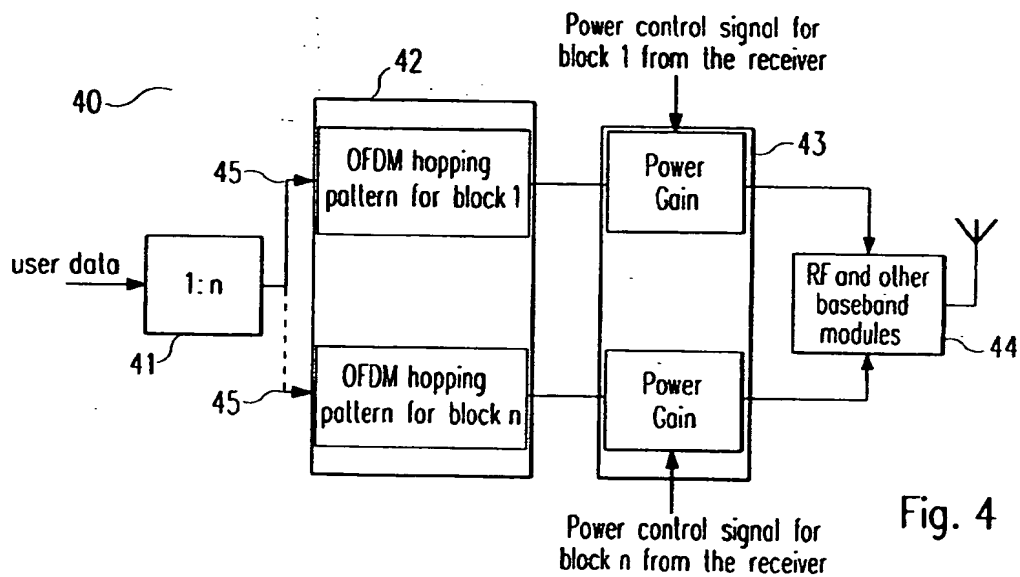 Power control signal for
block 1 from the receiver
42
40
43
45
OFDM hopping
pattern for block 1
Power
Gain
user data
1:n
RF and other
baseband
modules
41
44
45
OFDM hopping
pattern for block n
Power
Gain
Power control signal for
block n from the receiver
Fig. 4